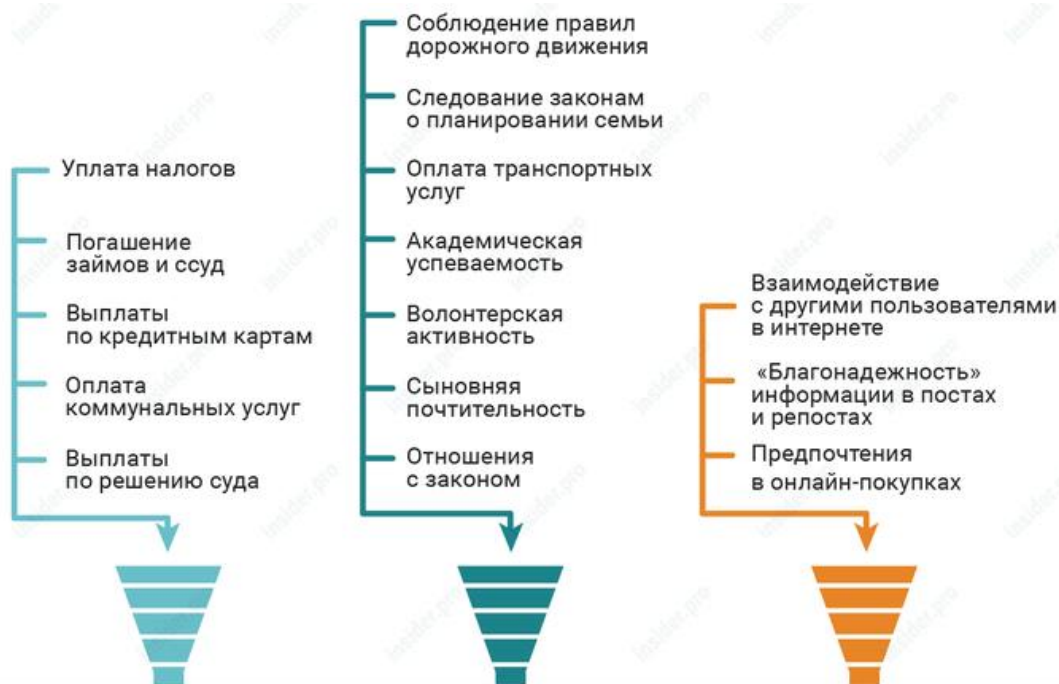 Уплата налогов
Погашение
займов и ссуд
Выплаты
по кредитным картам
Оплата
коммунальных услуг
Выплаты
по решению суда
Соблюдение правил
дорожного движения
Следование законам
о планировании семьи
Оплата транспортных
услуг
Академическая
успеваемость
Волонтерская
активность
Сыновняя
почтительность
Отношения
с законом
Взаимодействие
с другими пользователями
в интернете
«Благонадежность»
информации в постах
и репостах
Предпочтения
в онлайн-покупках
insider.pro